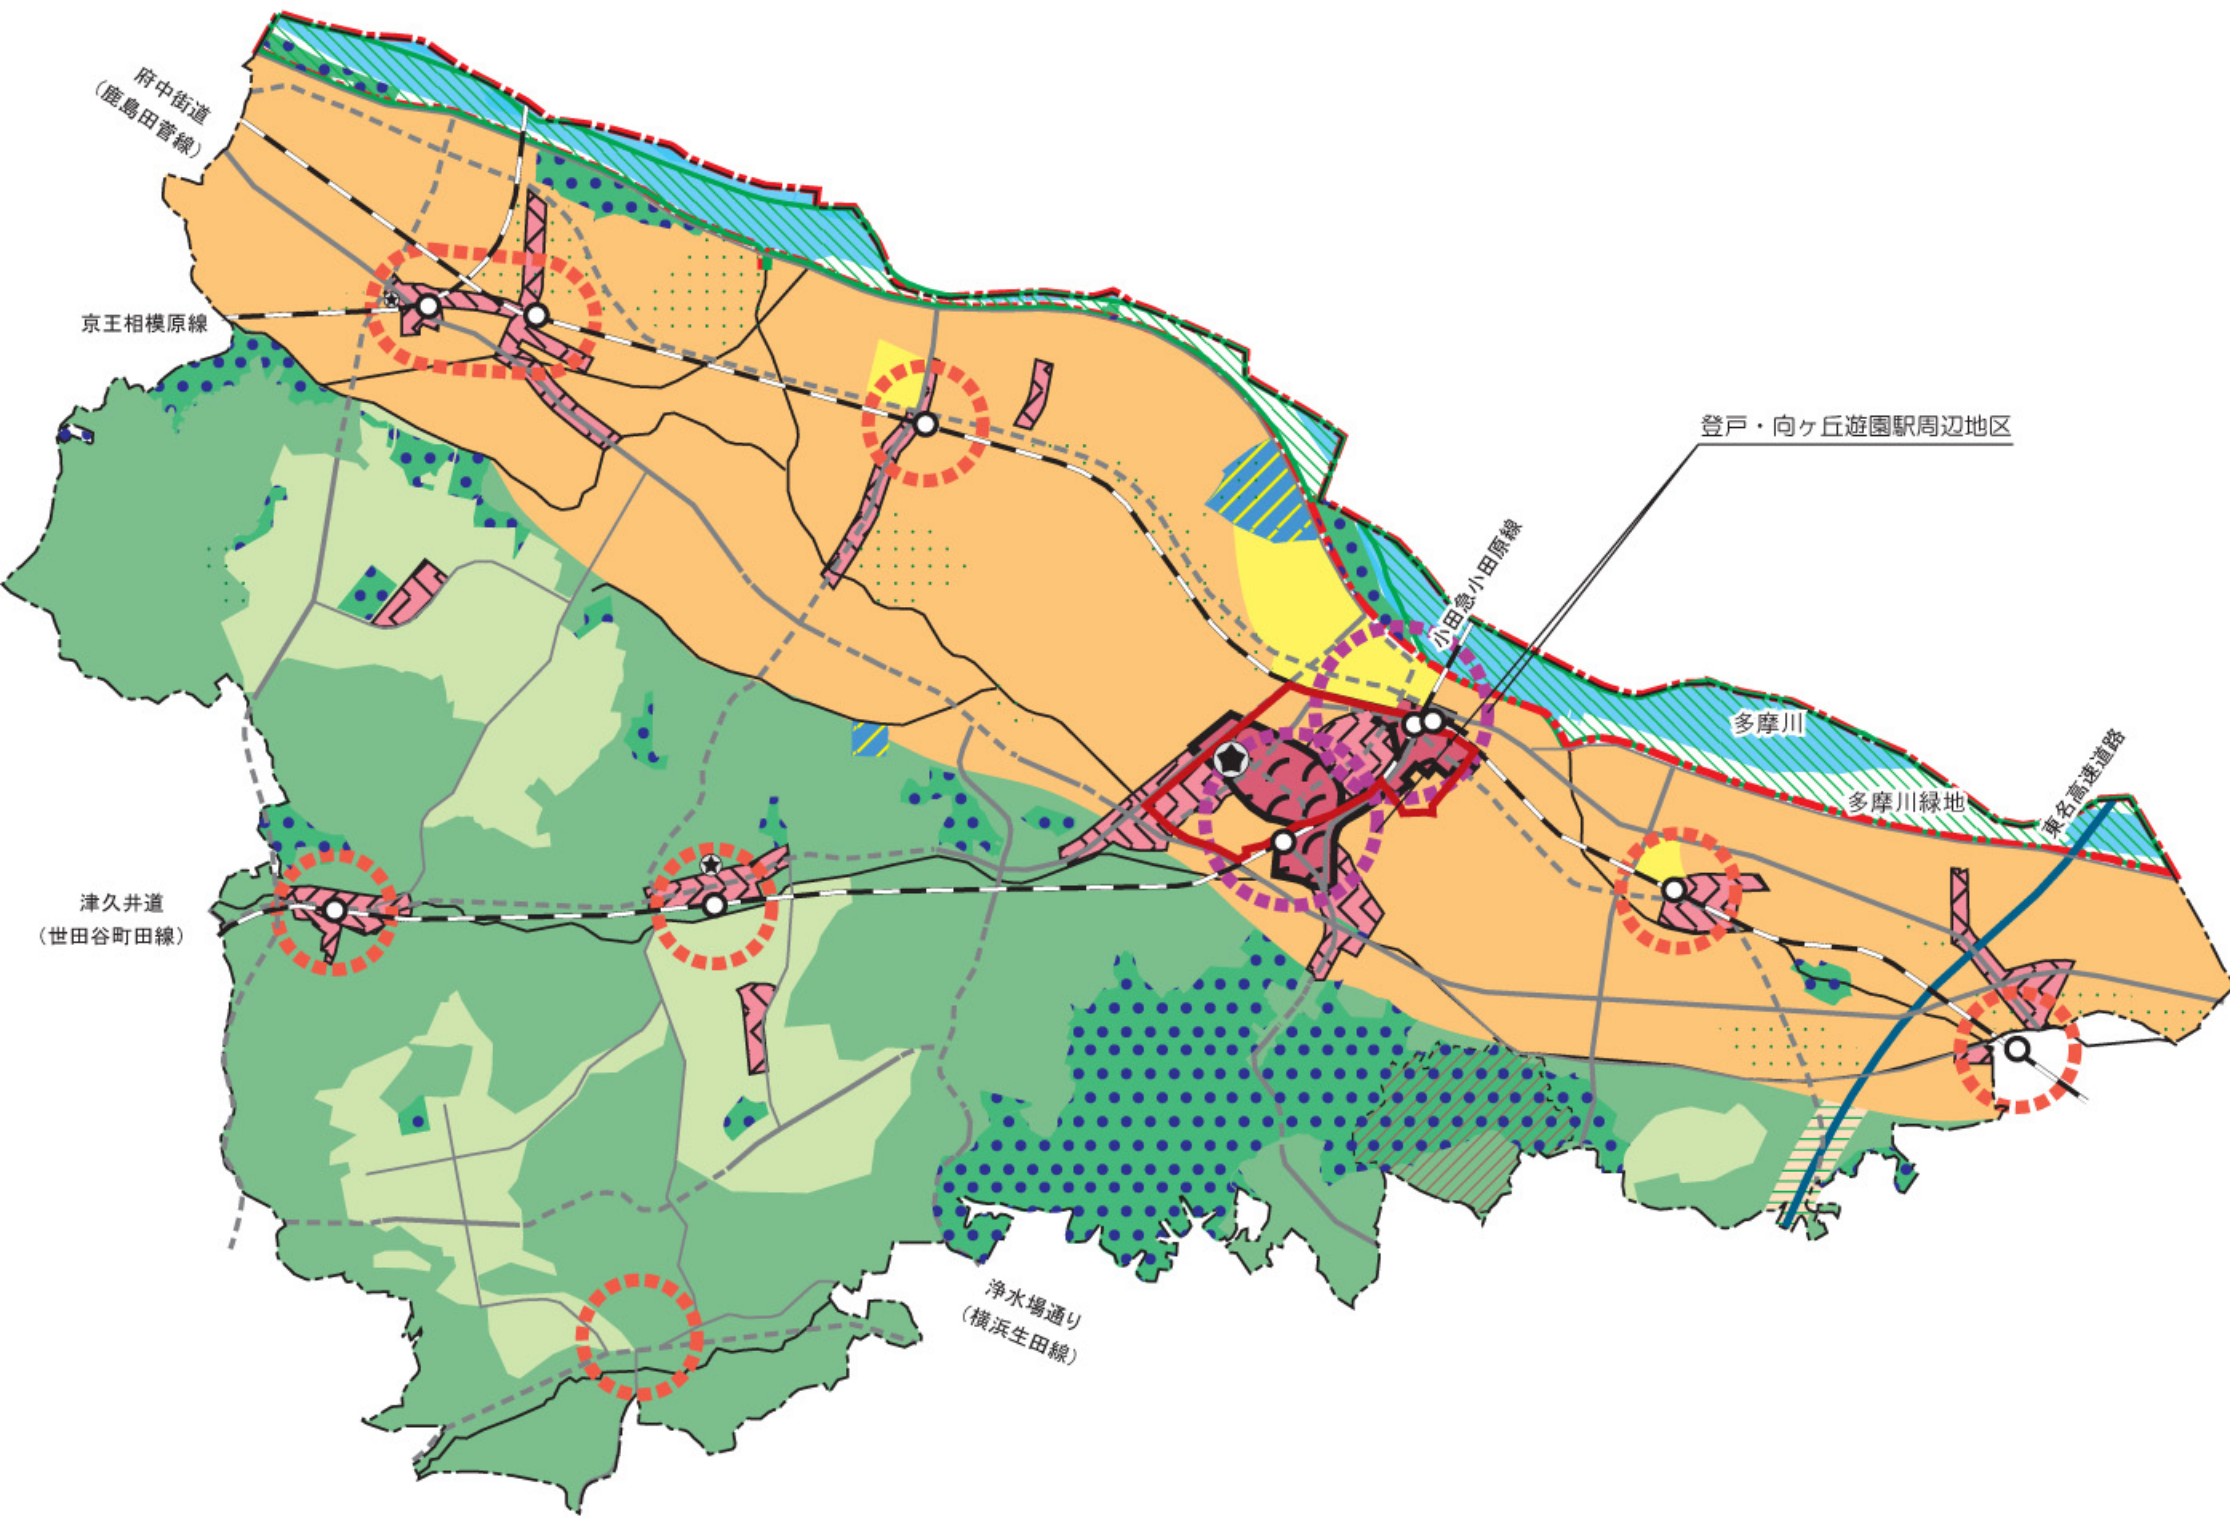 府中街道
(鹿島田菅線)
京王相模原線
登戸・向ヶ丘遊園駅周辺地区
小田急小田原線
多摩川
東名高速道路
多摩川緑地
津久井道
(世田谷町田線)
浄水場通り
(横浜生田線)